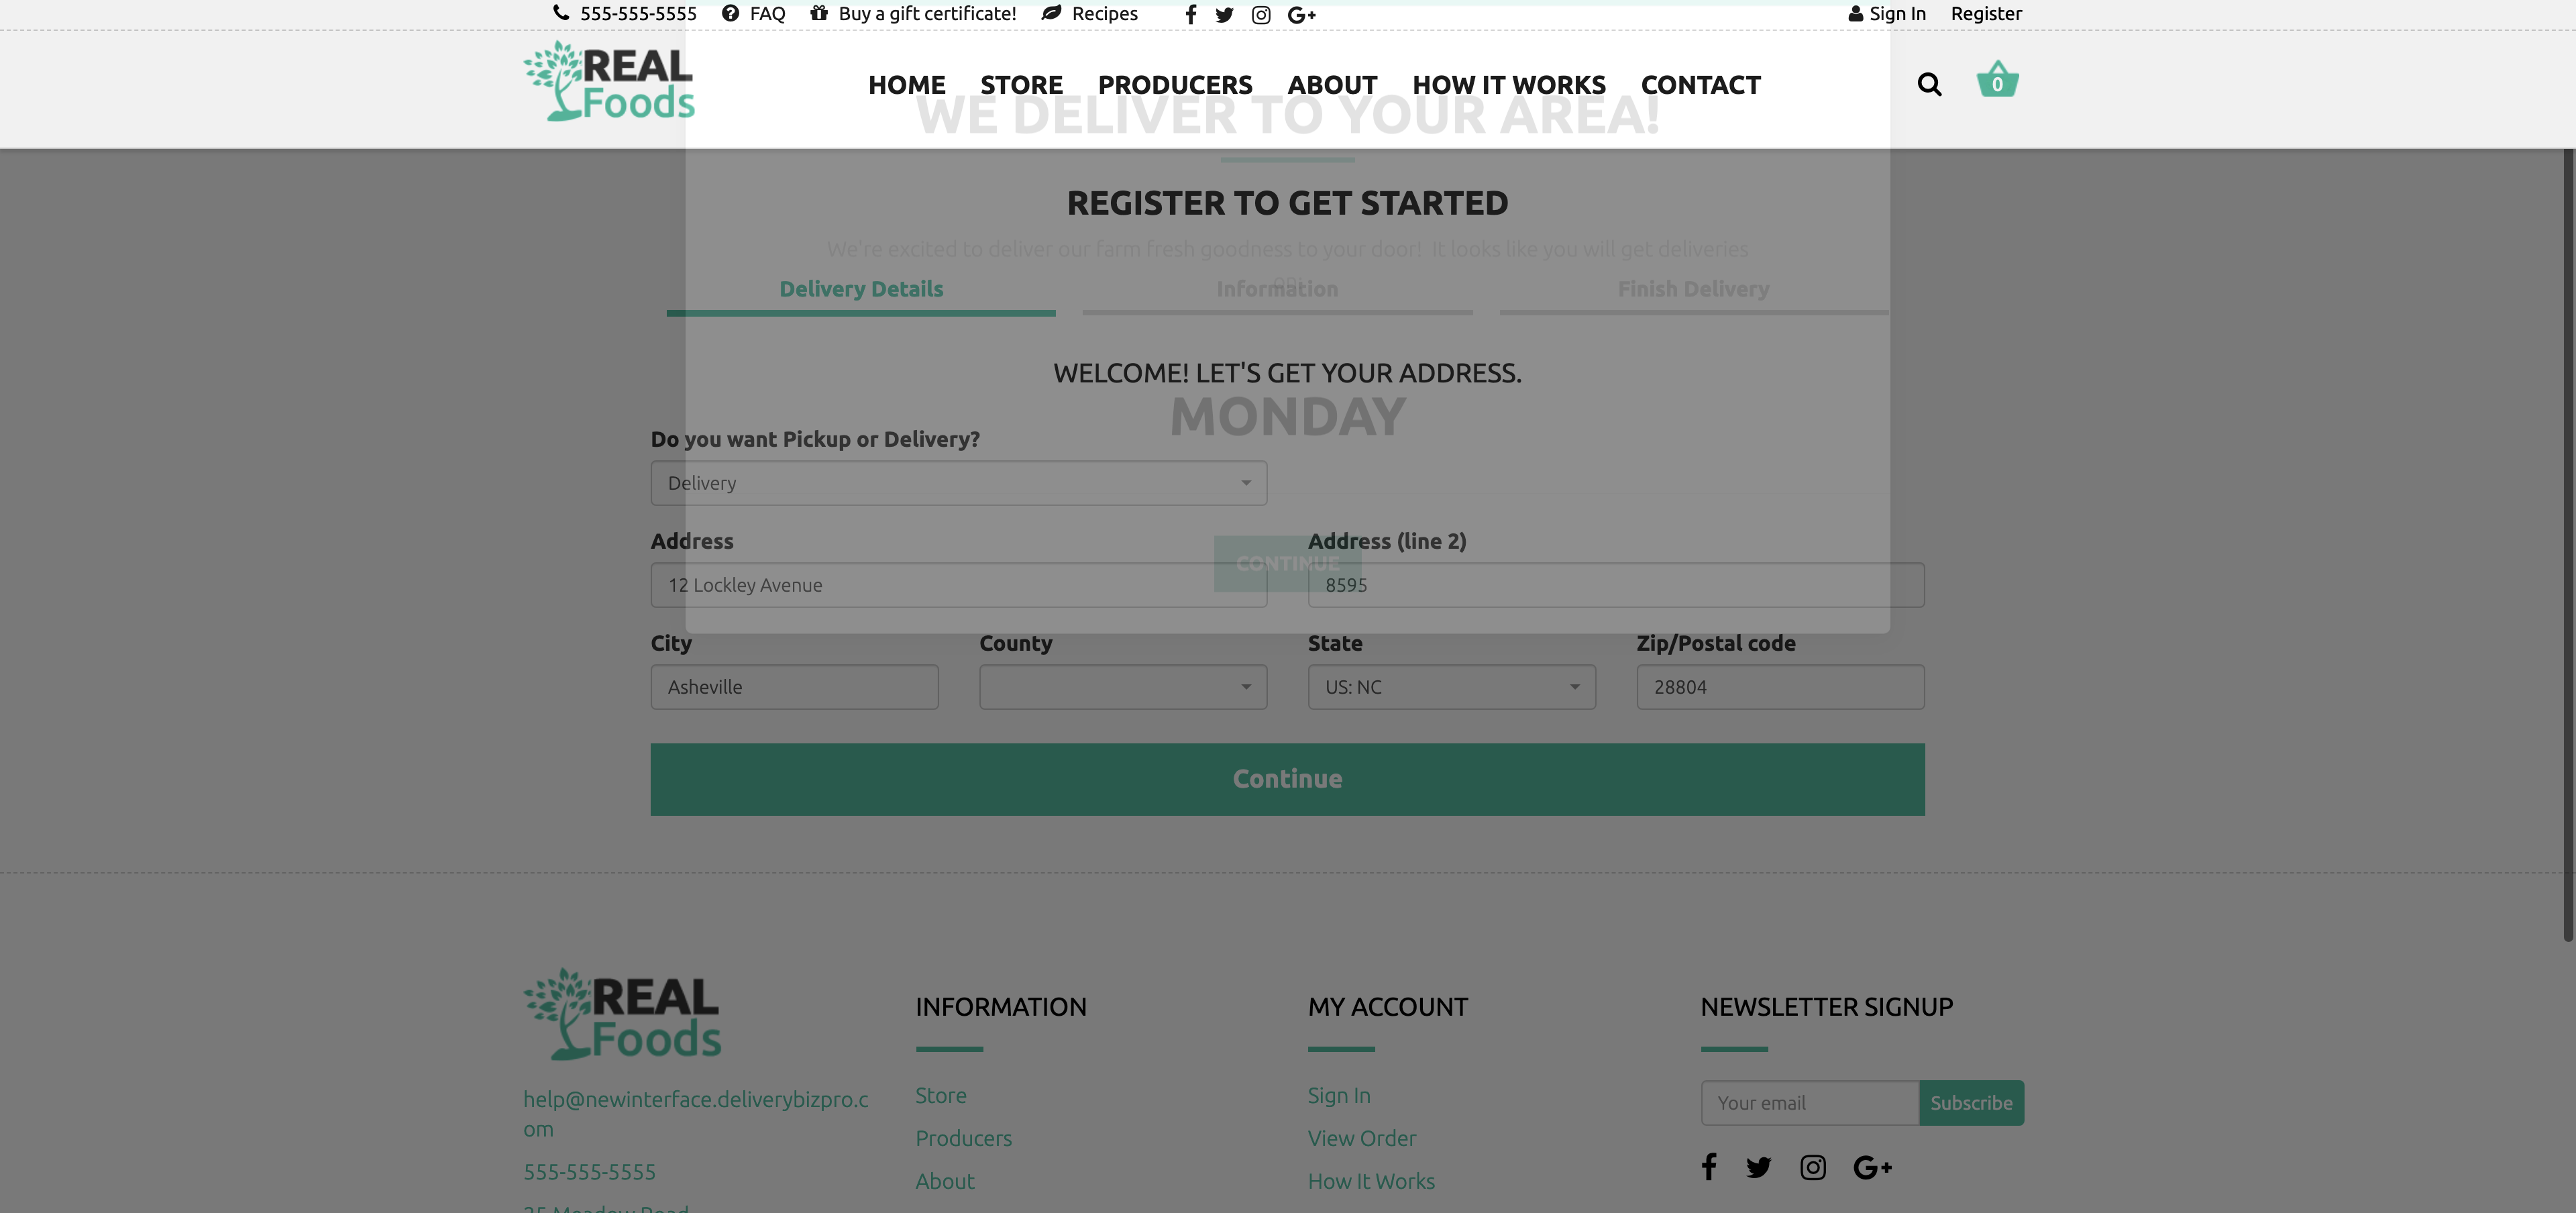 555-555-5555 FAQ Buy a gift certificate! Recipes G+ Sign In Register
REAL
Foods
HOME STORE PRODUCERS ABOUT HOW IT WORKS CONTACT 0
WE DELIVER TO YOUR AREA!
REGISTER TO GET STARTED
We're excited to deliver our farm fresh goodness to your door! It looks like you will get deliveries
on:
Delivery Details Information Finish Delivery
WELCOME! LET'S GET YOUR ADDRESS.
MONDAY
Do you want Pickup or Delivery?
Delivery
Address Address (line 2)
CONTINUE
12 Lockley Avenue 8595
City County State Zip/Postal code
Asheville US: NC 28804
Continue
REAL
Foods
INFORMATION MY ACCOUNT NEWSLETTER SIGNUP
help@newinterface.deliverybizpro.c
om
Store Sign In Your email Subscribe
Producers View Order
555-555-5555
G+
About How It Works
25 Meadow Road